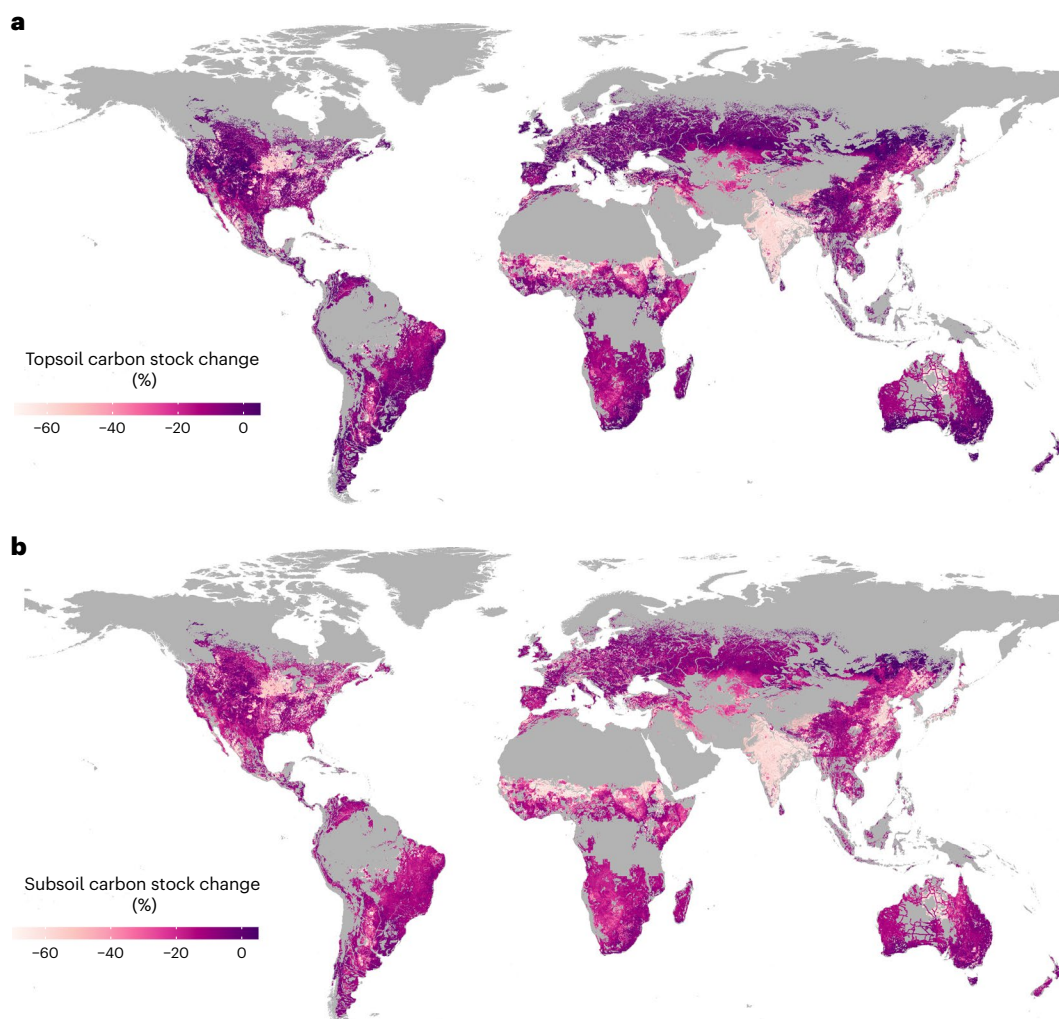 a
Topsoil carbon stock change
(%)
−60 −40 −20 0
b
Subsoil carbon stock change
(%)
−60 −40 −20 0